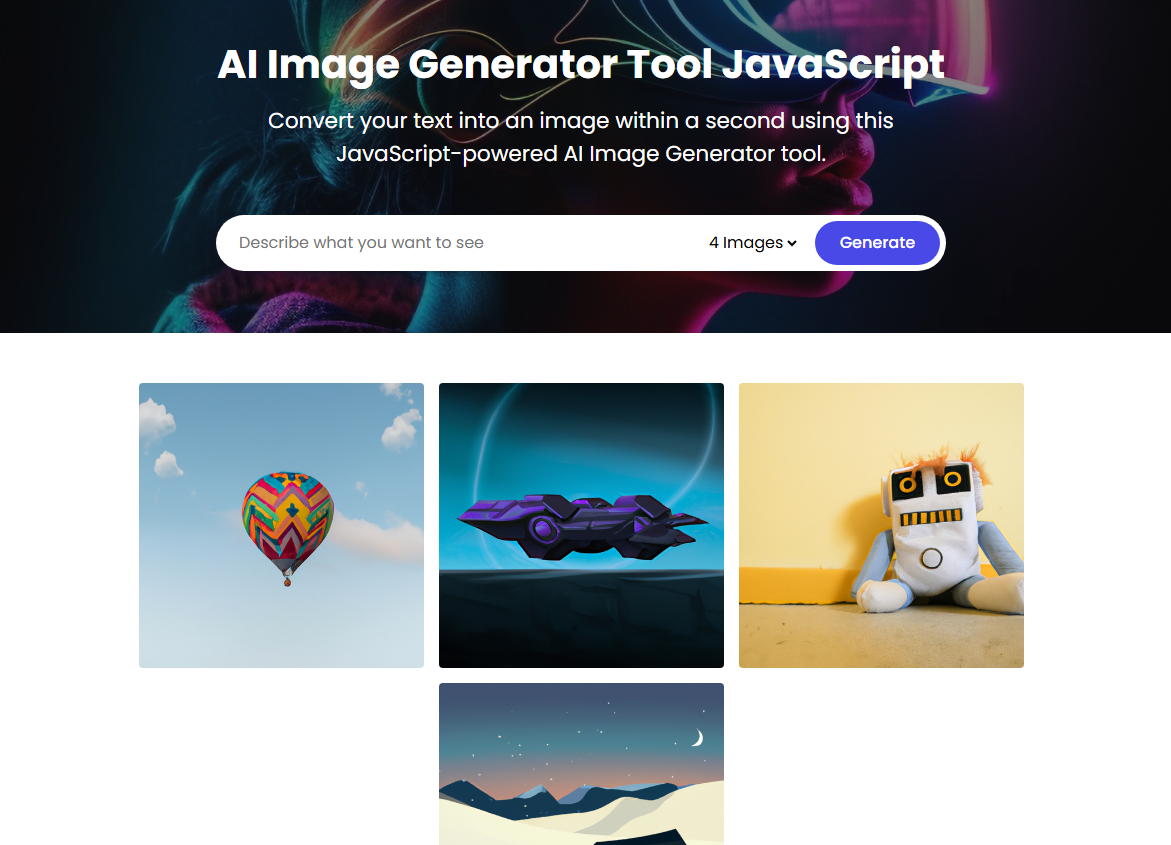 AI Image Generator Tool JavaScript
Convert your text into an image within a second using this
JavaScript-powered AI Image Generator tool.
Describe what you want to see
4 Images
Generate